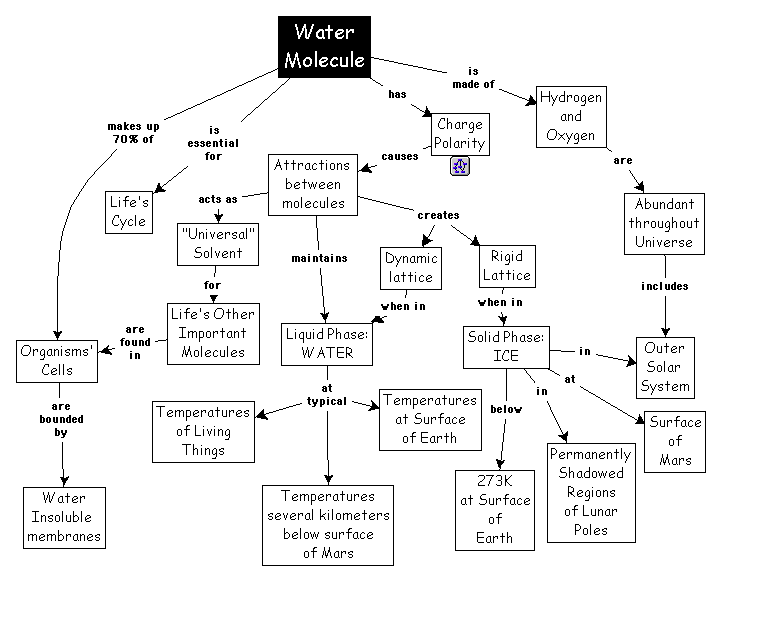 Water
Molecule
is
made of
has
makes up
70% of
is
essential
for
Hydrogen
and
Oxygen
Charge
Polarity
causes
are
Attractions
between
molecules
acts as
Life's
Cycle
creates
Abundant
throughout
Universe
"Universal"
Solvent
maintains
Dynamic
lattice
Rigid
Lattice
for
includes
when in
when in
Life's Other
Important
Molecules
are
found
in
Organisms'
Cells
Liquid Phase:
WATER
Solid Phase:
ICE
in
Outer
Solar
System
at
typical
at
in
below
are
bounded
by
Temperatures
of Living
Things
Temperatures
at Surface
of Earth
Surface
of
Mars
Permanently
Shadowed
Regions
of Lunar
Poles
273K
at Surface
of
Earth
Water
Insoluble
membranes
Temperatures
several kilometers
below surface
of Mars